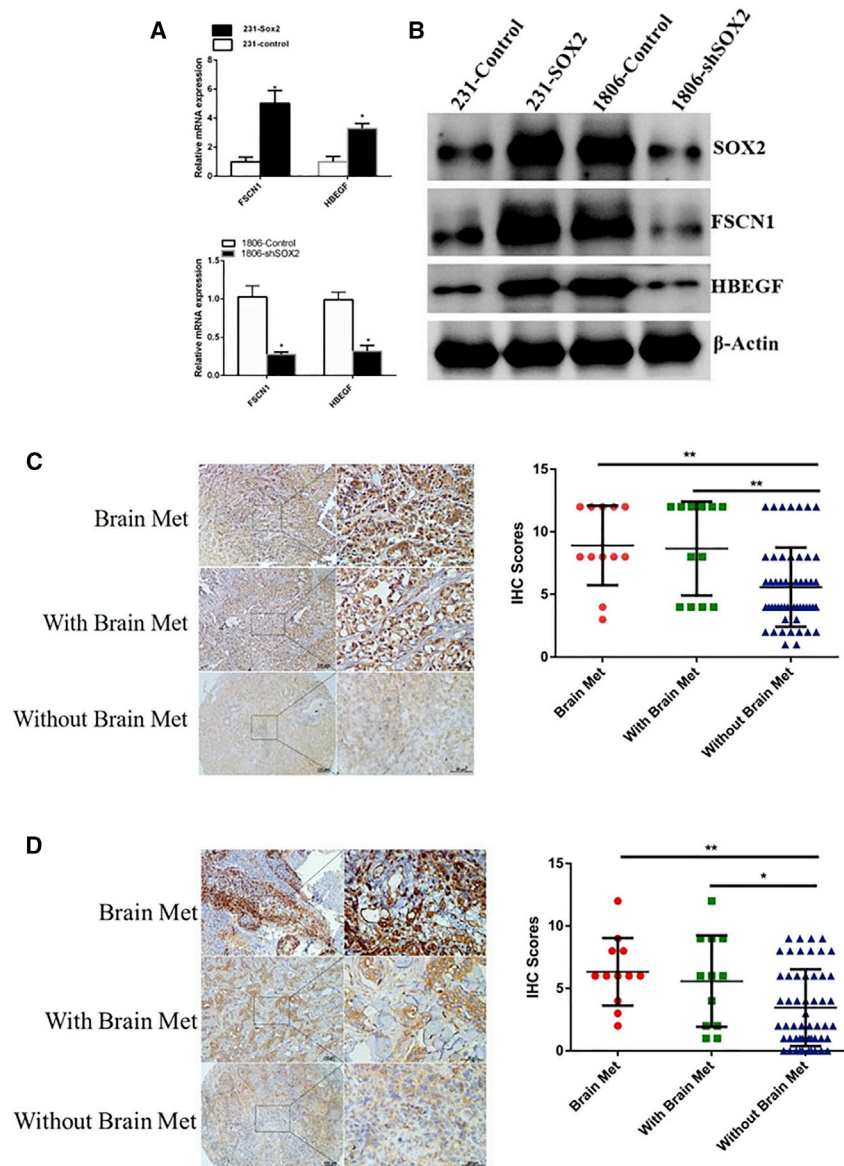 A
231-Sox2
231-control
Relative mRNA expression
8
6
4
2
0
*
*
FSCN1
HBEGF
1806-Control
1806-shSOX2
Relative mRNA expression
1.5
1.0
0.5
0.0
*
*
FSCN1
HBEGF
B
231-Control
231-SOX2
1806-Control
1806-shSOX2
SOX2
FSCN1
HBEGF
β-Actin
C
Brain Met
With Brain Met
Without Brain Met
IHC Scores
15
10
5
0
**
**
Brain Met
With Brain Met
Without Brain Met
D
Brain Met
With Brain Met
Without Brain Met
IHC Scores
15
10
5
0
**
*
Brain Met
With Brain Met
Without Brain Met